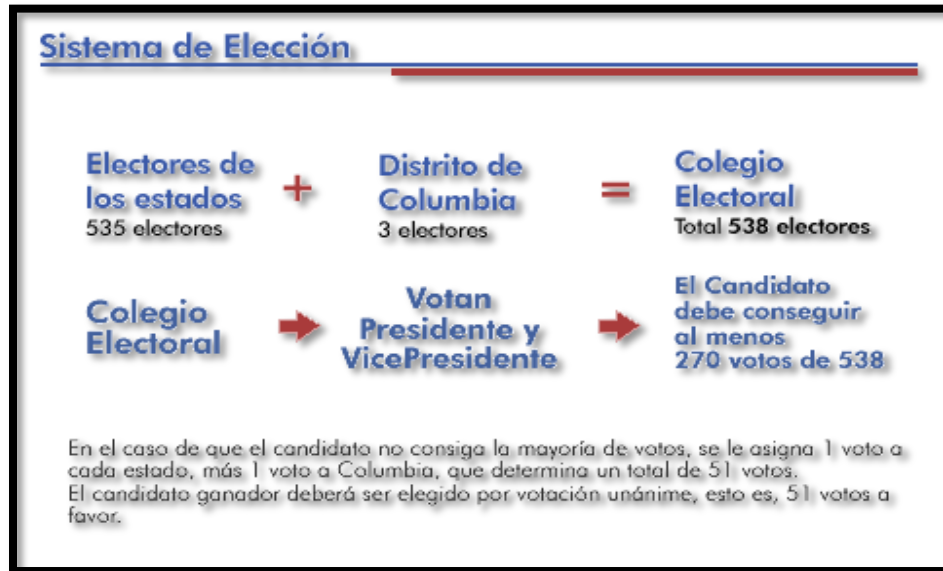 Sistema de Elección
Electores de
los estados
535 electores
+
Distrito de
Columbia
3 electores
=
Colegio
Electoral
Total 538 electores
Colegio
Electoral
Votan
Presidente y
VicePresidente
El Candidato
debe conseguir
al menos
270 votos de 538
En el caso de que el candidato no consiga la mayoría de votos, se le asigna 1 voto a
cada estado, más 1 voto a Columbia, que determina un total de 51 votos.
El candidato ganador deberá ser elegido por votación unánime, esto es, 51 votos a
favor.